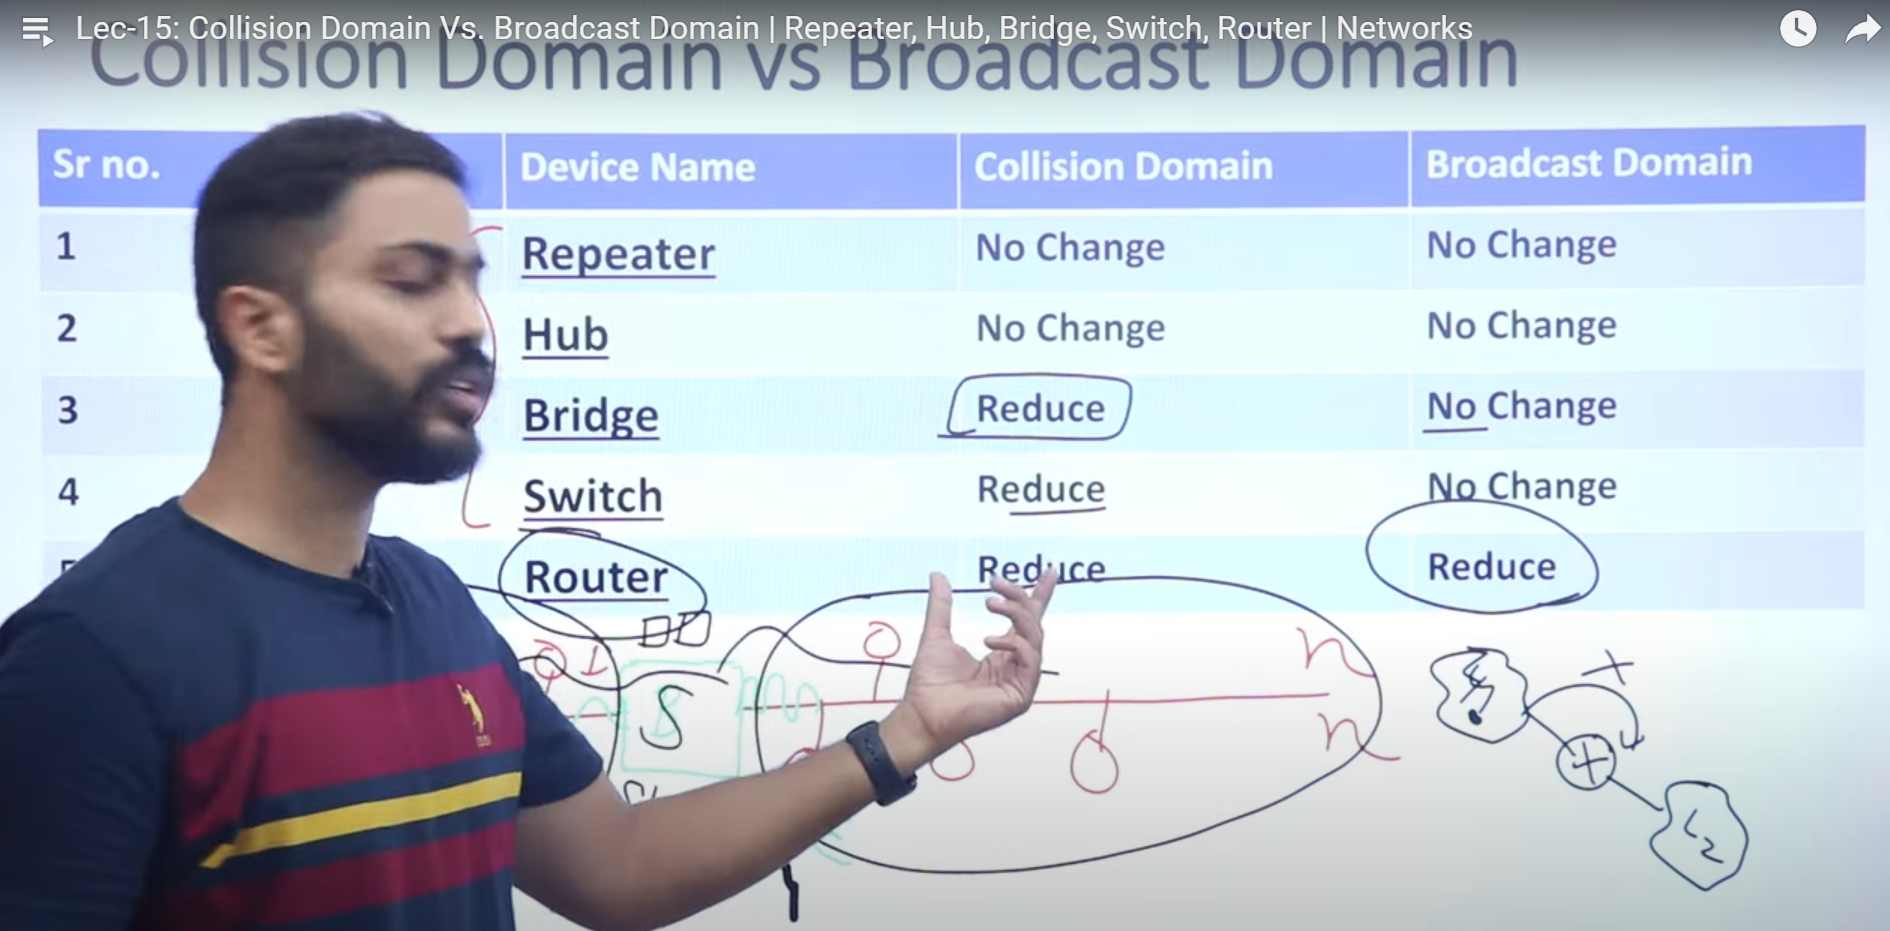 Lec-15: Collision Domain Vs. Broadcast Domain | Repeater, Hub, Bridge, Switch, Router | Networks
Collision Domain vs Broadcast Domain
Sr no. Device Name Collision Domain Broadcast Domain
1 Repeater No Change No Change
2 Hub No Change No Change
3 Bridge Reduce No Change
4 Switch Reduce No Change
Router Reduce Reduce
S
n
n
L2